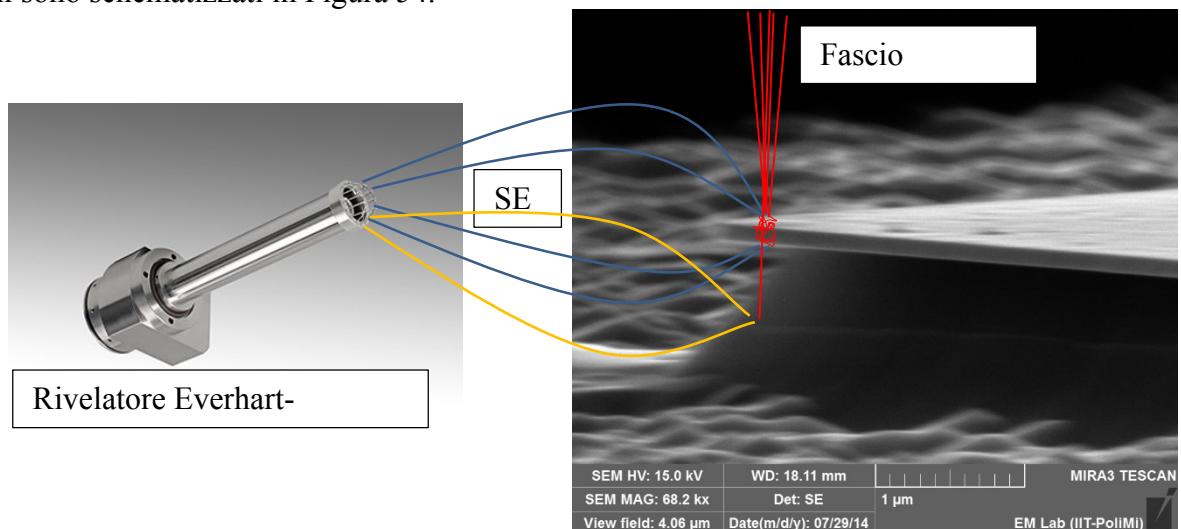 Fascio
SE
Rivelatore Everhart-
SEM HV: 15.0 kV
WD: 18.11 mm
MIRA3 TESCAN
SEM MAG: 68.2 kx
Det: SE
1 µm
View field: 4.06 µm
Date(m/d/y): 07/29/14
EM Lab (IIT-PoliMi)